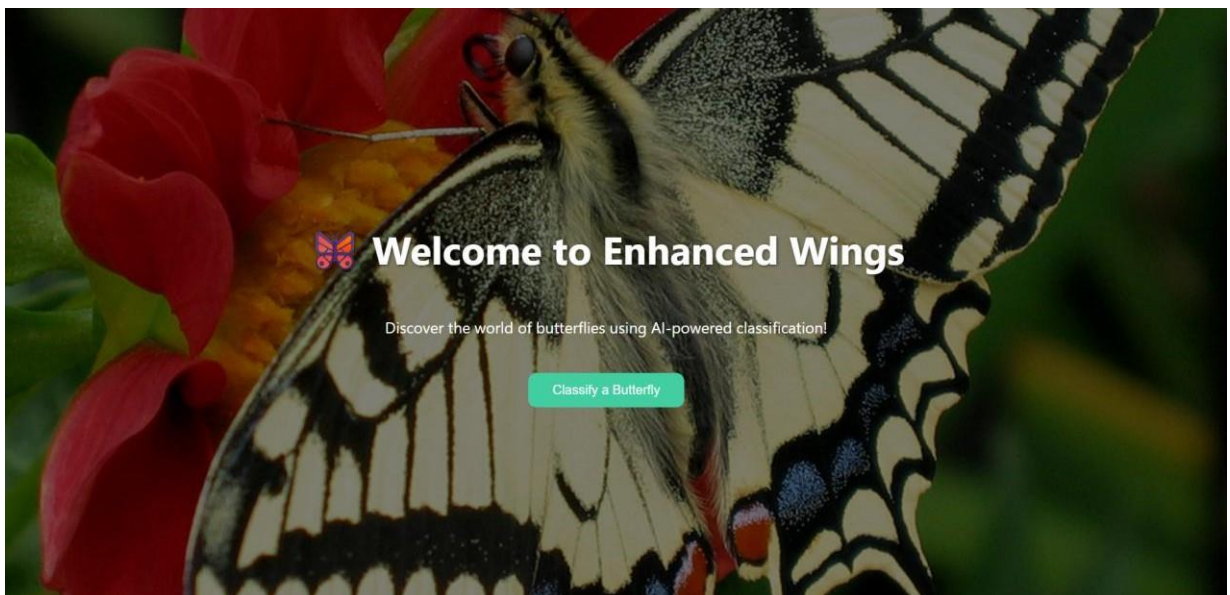 Welcome to Enhanced Wings
Discover the world of butterflies using AI-powered classification!
Classify a Butterfly